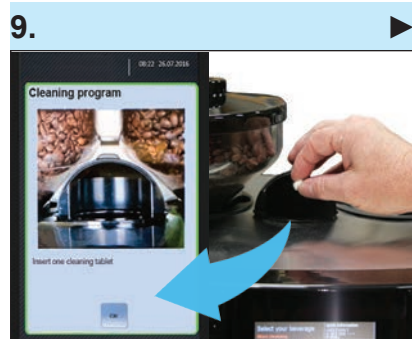 9.
08:22 26.07.2016
Cleaning program
Insert one cleaning tablet
OK
Select your beverage